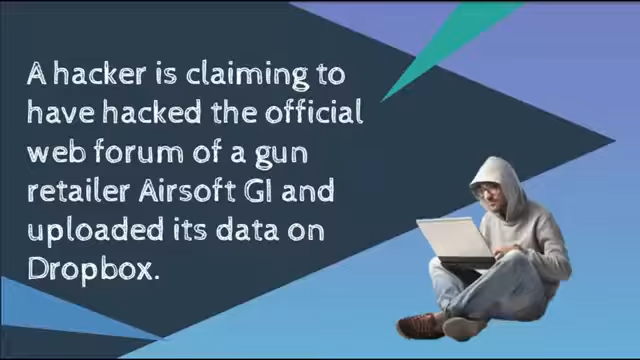 A hacker is claiming to
have hacked the official
web forum of a gun
retailer Airsoft GI and
uploaded its data on
Dropbox.